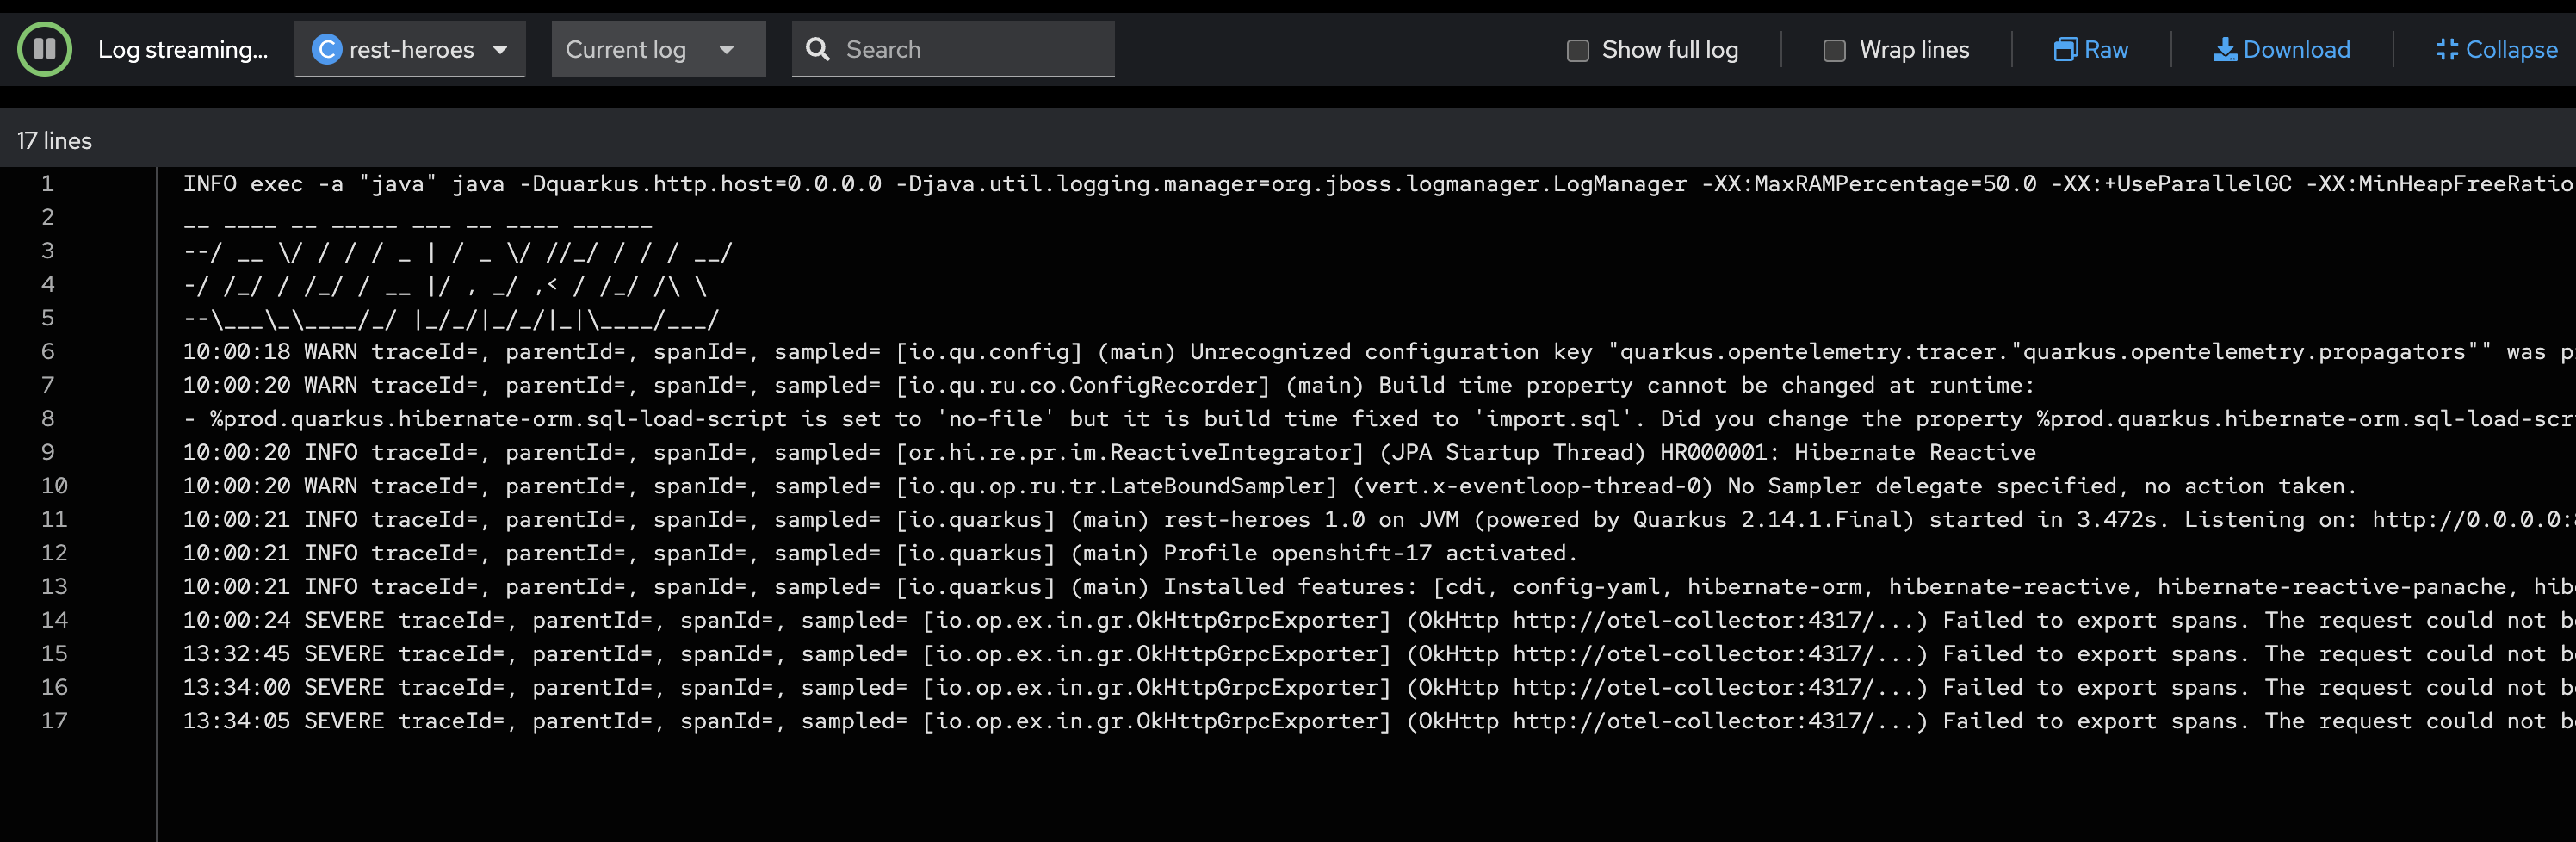 Log streaming... C rest-heroes Current log Search Show full log Wrap lines Raw Download Collapse
17 lines
1 INFO exec -a "java" java -Dquarkus.http.host=0.0.0.0 -Djava.util.logging.manager=org.jboss.logmanager.LogManager -XX:MaxRAMPercentage=50.0 -XX:+UseParallelGC -XX:MinHeapFreeRatio
2 __ ____ __ _____ ___ __ ____ ______
3 --/ __ \/ / / / _ | / _ \/ //_/ / / / __/
4 -/ /_/ / /_/ / __ |/ , _/ ,< / /_/ /\ \
5 --\___\_\____/_/ |_/_/|_/_/|_|\____/___/
6 10:00:18 WARN traceId=, parentId=, spanId=, sampled= [io.qu.config] (main) Unrecognized configuration key "quarkus.opentelemetry.tracer."quarkus.opentelemetry.propagators"" was p
7 10:00:20 WARN traceId=, parentId=, spanId=, sampled= [io.qu.ru.co.ConfigRecorder] (main) Build time property cannot be changed at runtime:
8 - %prod.quarkus.hibernate-orm.sql-load-script is set to 'no-file' but it is build time fixed to 'import.sql'. Did you change the property %prod.quarkus.hibernate-orm.sql-load-scr
9 10:00:20 INFO traceId=, parentId=, spanId=, sampled= [or.hi.re.pr.im.ReactiveIntegrator] (JPA Startup Thread) HR000001: Hibernate Reactive
10 10:00:20 WARN traceId=, parentId=, spanId=, sampled= [io.qu.op.ru.tr.LateBoundSampler] (vert.x-eventloop-thread-0) No Sampler delegate specified, no action taken.
11 10:00:21 INFO traceId=, parentId=, spanId=, sampled= [io.quarkus] (main) rest-heroes 1.0 on JVM (powered by Quarkus 2.14.1.Final) started in 3.472s. Listening on: http://0.0.0.0:
12 10:00:21 INFO traceId=, parentId=, spanId=, sampled= [io.quarkus] (main) Profile openshift-17 activated.
13 10:00:21 INFO traceId=, parentId=, spanId=, sampled= [io.quarkus] (main) Installed features: [cdi, config-yaml, hibernate-orm, hibernate-reactive, hibernate-reactive-panache, hib
14 10:00:24 SEVERE traceId=, parentId=, spanId=, sampled= [io.op.ex.in.gr.OkHttpGrpcExporter] (OkHttp http://otel-collector:4317/...) Failed to export spans. The request could not b
15 13:32:45 SEVERE traceId=, parentId=, spanId=, sampled= [io.op.ex.in.gr.OkHttpGrpcExporter] (OkHttp http://otel-collector:4317/...) Failed to export spans. The request could not b
16 13:34:00 SEVERE traceId=, parentId=, spanId=, sampled= [io.op.ex.in.gr.OkHttpGrpcExporter] (OkHttp http://otel-collector:4317/...) Failed to export spans. The request could not b
17 13:34:05 SEVERE traceId=, parentId=, spanId=, sampled= [io.op.ex.in.gr.OkHttpGrpcExporter] (OkHttp http://otel-collector:4317/...) Failed to export spans. The request could not b